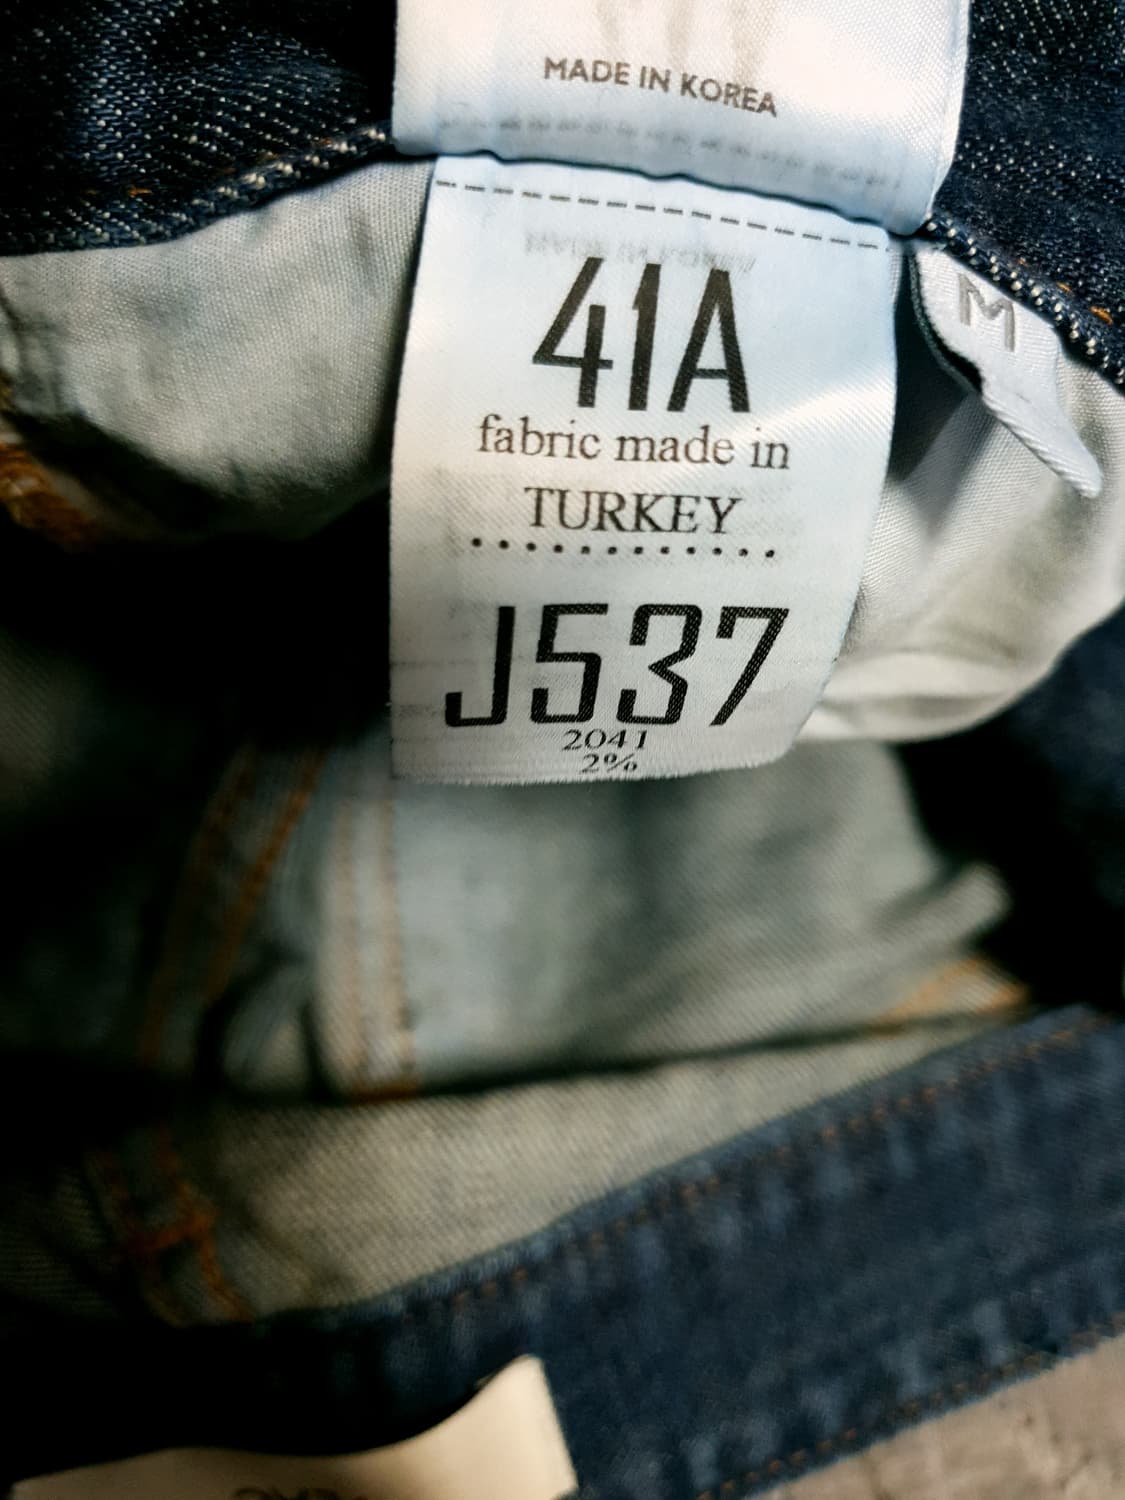 MADE IN KOREA
41A
fabric made in
TURKEY
J537
2041
2%
M